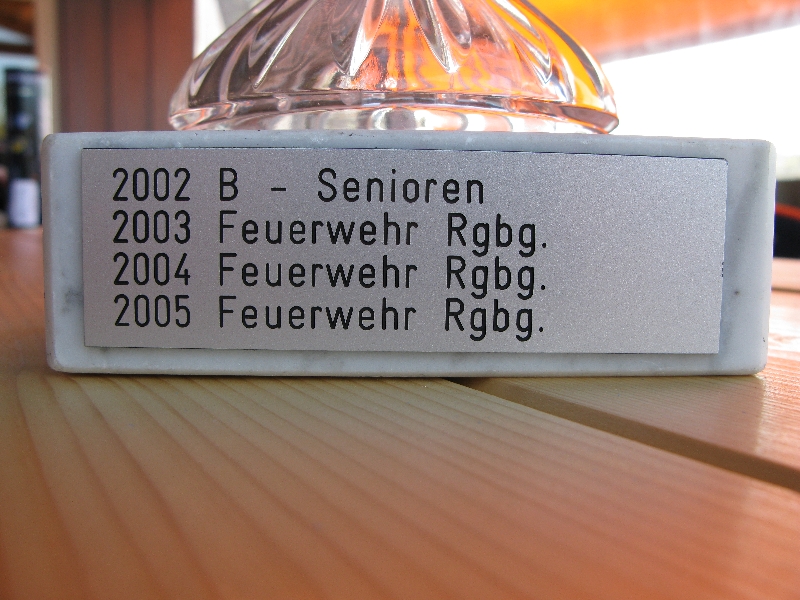 2002 B - Senioren
2003 Feuerwehr Rgbg.
2004 Feuerwehr Rgbg.
2005 Feuerwehr Rgbg.